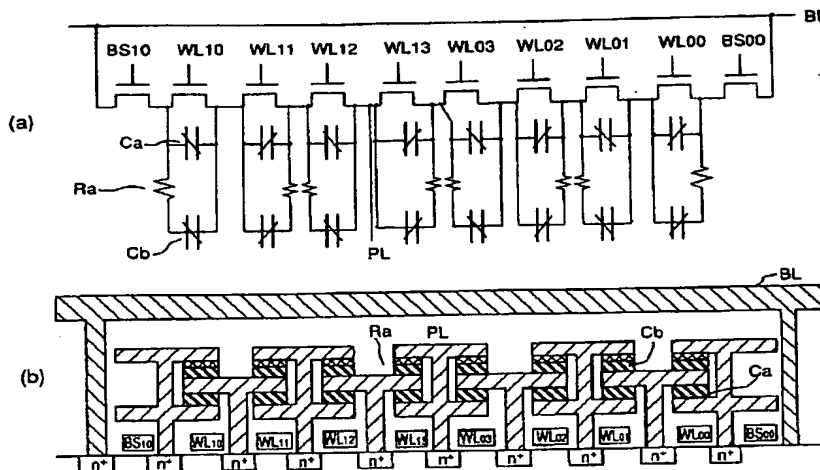 BL
BS10 WL10 WL11 WL12 WL13 WL03 WL02 WL01 WL00 BS00
(a)
Ca
Ra
Cb
PL
BL
Ra PL Cb
(b)
Ca
BS10 WL10 WL11 WL12 WL13 WL03 WL02 WL01 WL00 BS00
n+ n+ n+ n+ n+ n+ n+ n+ n+ n+ n+